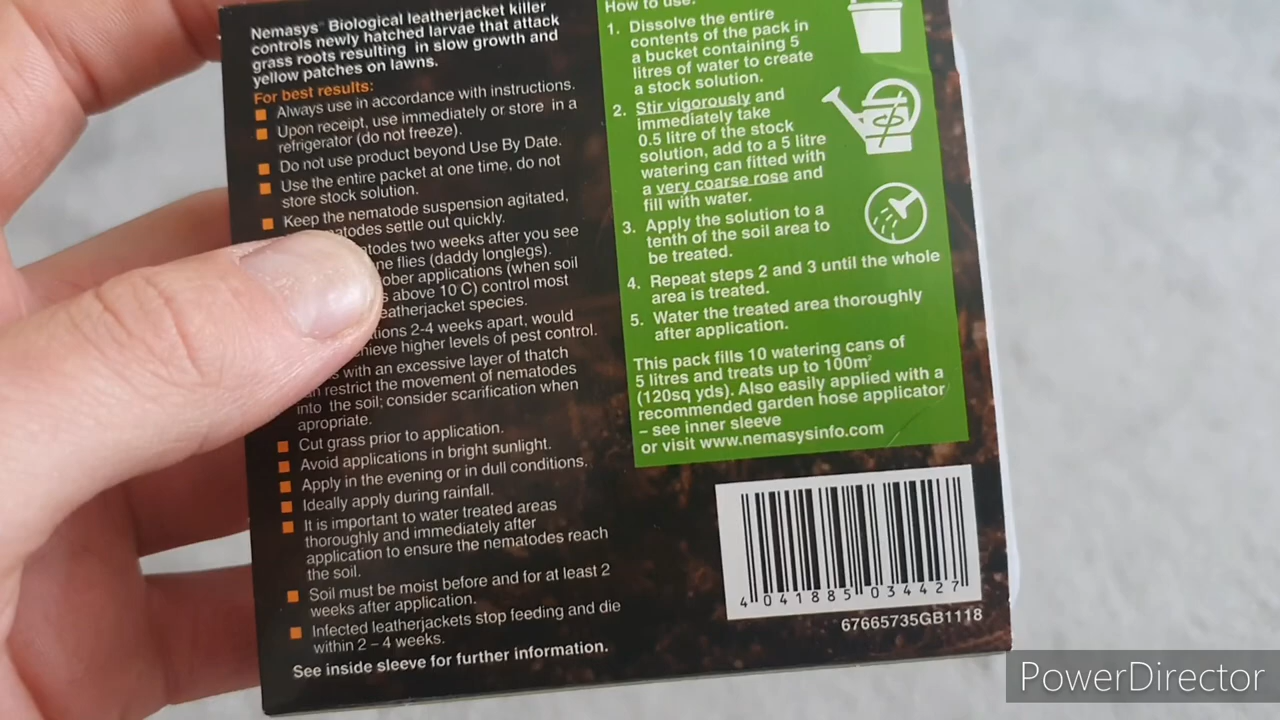 Nemasys® Biological leatherjacket killer
controls newly hatched larvae that attack
grass roots resulting in slow growth and
yellow patches on lawns.
For best results:
Always use in accordance with instructions.
Upon receipt, use immediately or store in a
refrigerator (do not freeze).
Do not use product beyond Use By Date.
Use the entire packet at one time, do not
store stock solution.
Keep the nematode suspension agitated,
settle out quickly.
two weeks after you see
flies (daddy longlegs).
applications (when soil
above 10 C) control most
leatherjacket species.
2-4 weeks apart, would
higher levels of pest control.
with an excessive layer of thatch
restrict the movement of nematodes
into the soil; consider scarification when
apropriate.
Cut grass prior to application.
Avoid applications in bright sunlight.
Apply in the evening or in dull conditions.
Ideally apply during rainfall.
It is important to water treated areas
thoroughly and immediately after
application to ensure the nematodes reach
the soil.
Soil must be moist before and for at least 2
weeks after application.
Infected leatherjackets stop feeding and die
within 2 – 4 weeks.
See inside sleeve for further information.
How to use:
1. Dissolve the entire
contents of the pack in
a bucket containing 5
litres of water to create
a stock solution.
2. Stir vigorously and
immediately take
0.5 litre of the stock
solution, add to a 5 litre
watering can fitted with
a very coarse rose and
fill with water.
3. Apply the solution to a
tenth of the soil area to
be treated.
4. Repeat steps 2 and 3 until the whole
area is treated.
5. Water the treated area thoroughly
after application.
This pack fills 10 watering cans of
5 litres and treats up to 100m²
(120sq yds). Also easily applied with a
recommended garden hose applicator
– see inner sleeve
or visit www.nemasysinfo.com
4 041885 034427
67665735GB1118
PowerDirector